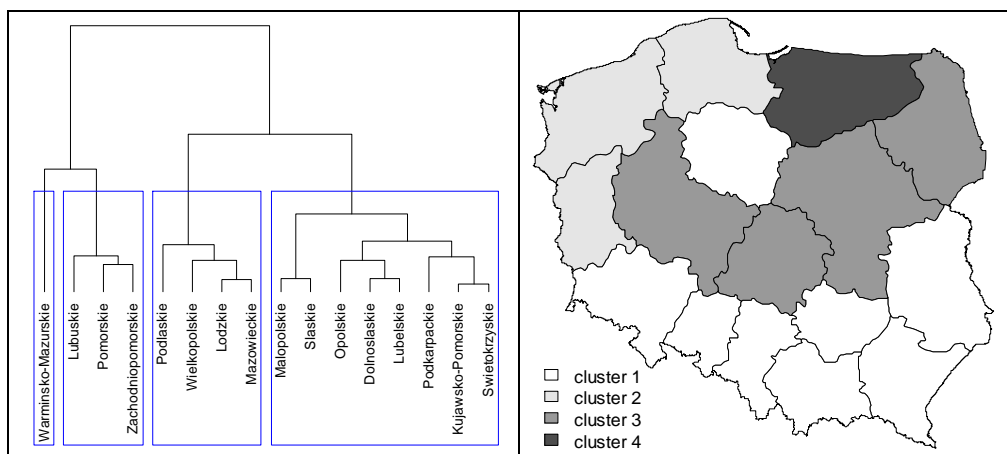 Warminsko-Mazurskie
Lubuskie
Pomorskie
Zachodniopomorskie
Podlaskie
Wielkopolskie
Lodzkie
Mazowieckie
Malopolskie
Slaskie
Opolskie
Dolnoslaskie
Lubelskie
Podkarpackie
Kujawsko-Pomorskie
Swietokrzyskie
cluster 1
cluster 2
cluster 3
cluster 4